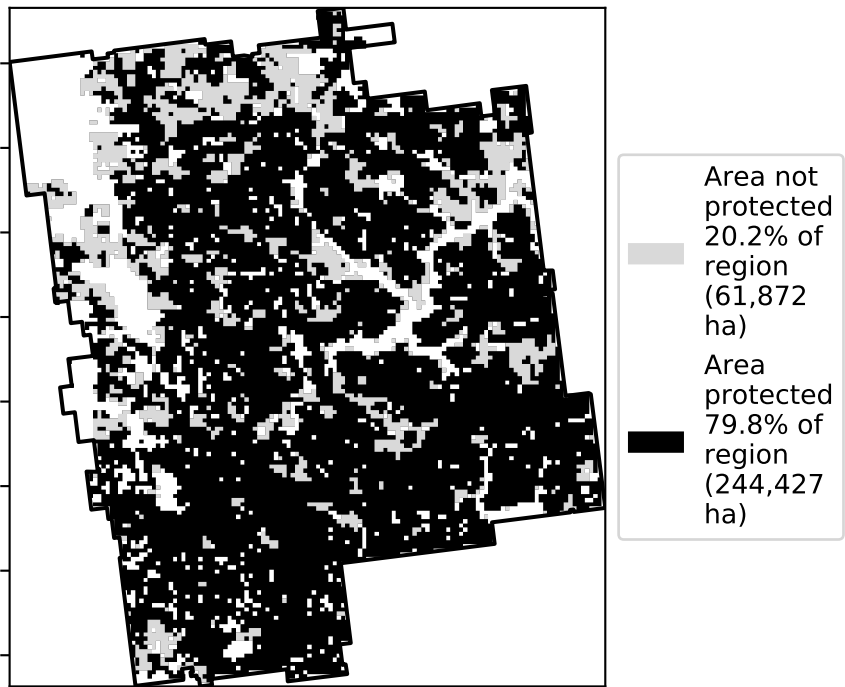 Area not
protected
20.2% of
region
(61,872
ha)
Area
protected
79.8% of
region
(244,427
ha)